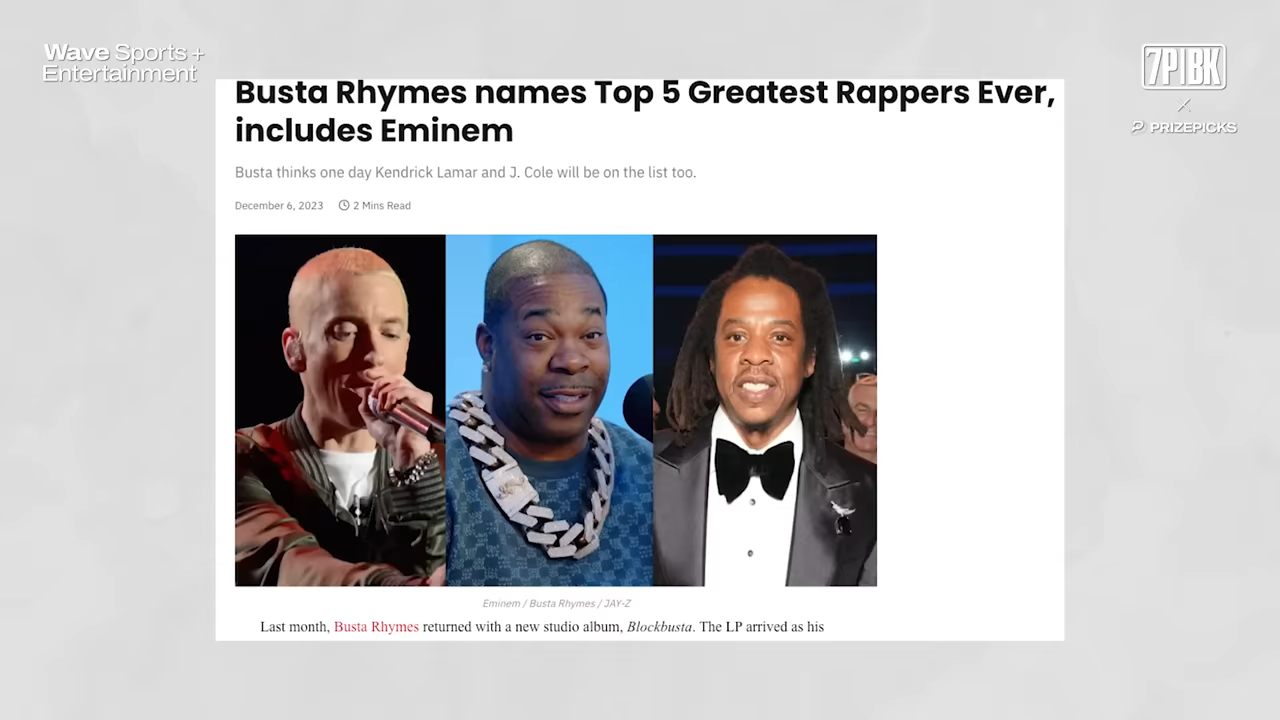 Wave Sports +
Entertainment
7PM BK
PRIZEPICKS
Busta Rhymes names Top 5 Greatest Rappers Ever,
includes Eminem
Busta thinks one day Kendrick Lamar and J. Cole will be on the list too.
December 6, 2023 2 Mins Read
Eminem / Busta Rhymes / JAY-Z
Last month, Busta Rhymes returned with a new studio album, Blockbusta. The LP arrived as his